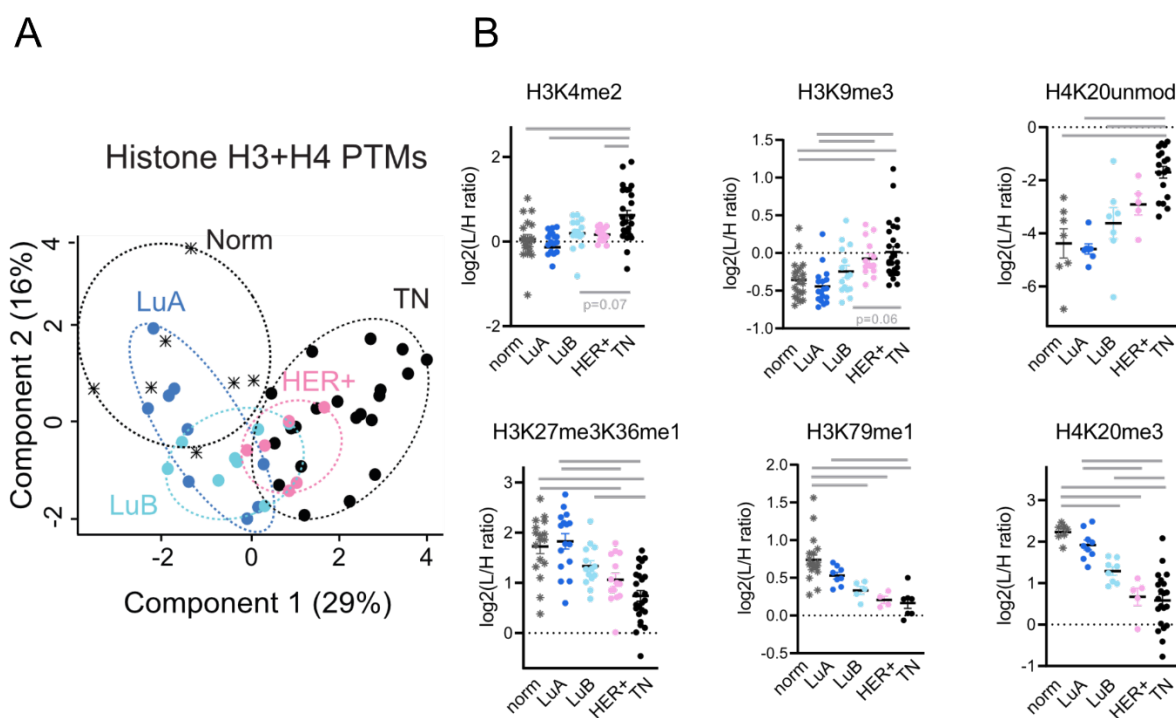 A
B
Histone H3+H4 PTMs
Norm
LuA
TN
HER+
LuB
4
2
0
-2
Component 2 (16%)
-2
0
2
4
Component 1 (29%)
H3K4me2
log2(L/H ratio)
2
0
-2
p=0.07
norm
LuA
LuB
HER+
TN
H3K9me3
log2(L/H ratio)
1.5
1.0
0.5
0.0
-0.5
-1.0
p=0.06
norm
LuA
LuB
HER+
TN
H4K20unmod
log2(L/H ratio)
0
-2
-4
-6
norm
LuA
LuB
HER+
TN
H3K27me3K36me1
log2(L/H ratio)
3
2
1
0
norm
LuA
LuB
HER+
TN
H3K79me1
log2(L/H ratio)
2.0
1.5
1.0
0.5
0.0
-0.5
norm
LuA
LuB
HER+
TN
H4K20me3
log2(L/H ratio)
3
2
1
0
-1
norm
LuA
LuB
HER+
TN